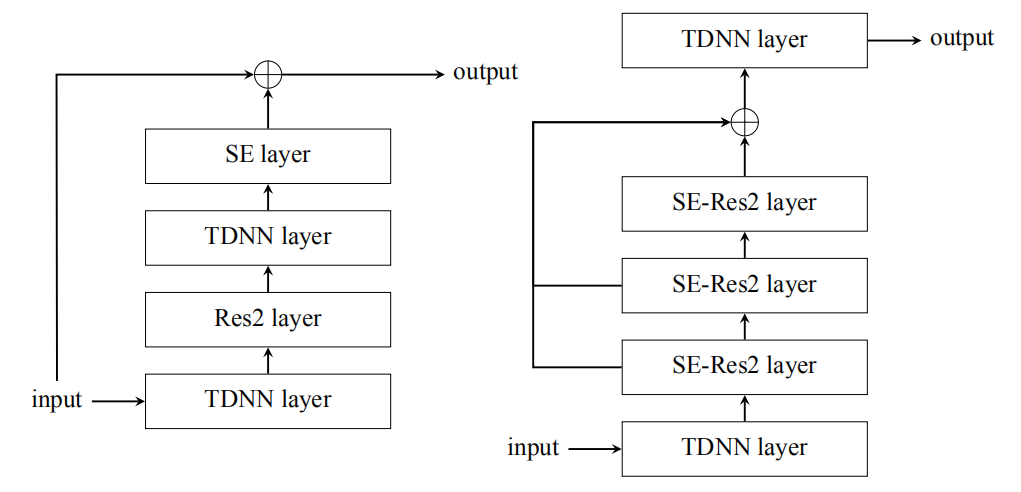 output
SE layer
TDNN layer
Res2 layer
input
TDNN layer
TDNN layer
output
SE-Res2 layer
SE-Res2 layer
SE-Res2 layer
input
TDNN layer